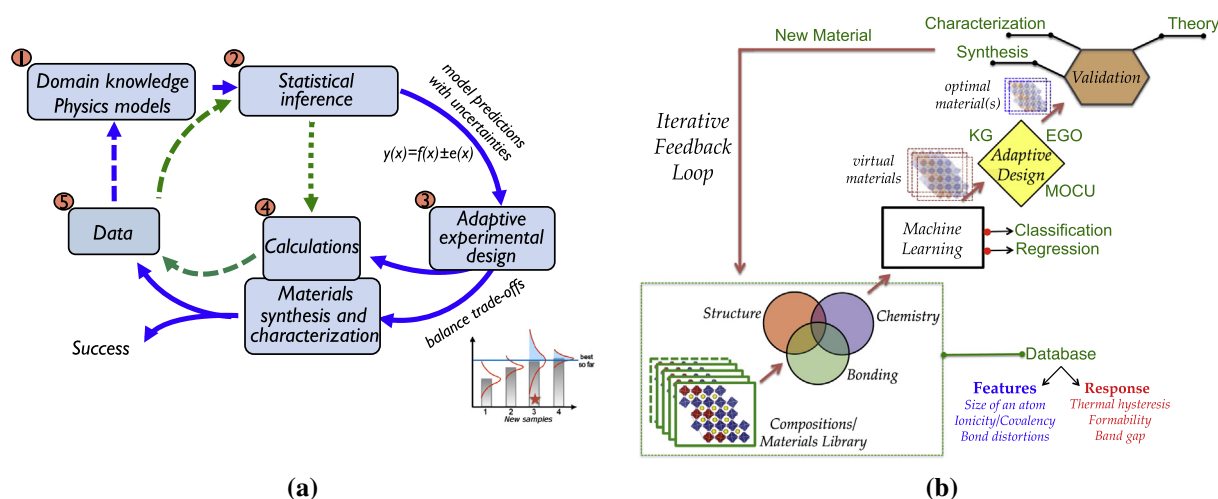 1
Domain knowledge
Physics models
2
Statistical
inference
model predictions
with uncertainties
y(x)=f(x)±e(x)
3
Adaptive
experimental
design
4
Calculations
5
Data
Materials
synthesis and
characterization
balance trade-offs
Success
best
so far
1 2 3 4
New samples
(a)
New Material
Characterization
Theory
Synthesis
Validation
optimal
material(s)
Iterative
Feedback
Loop
KG
EGO
Adaptive
Design
MOCU
virtual
materials
Machine
Learning
Classification
Regression
Structure
Chemistry
Bonding
Compositions/
Materials Library
Database
Features
Size of an atom
Ionicity/Covalency
Bond distortions
Response
Thermal hysteresis
Formability
Band gap
(b)